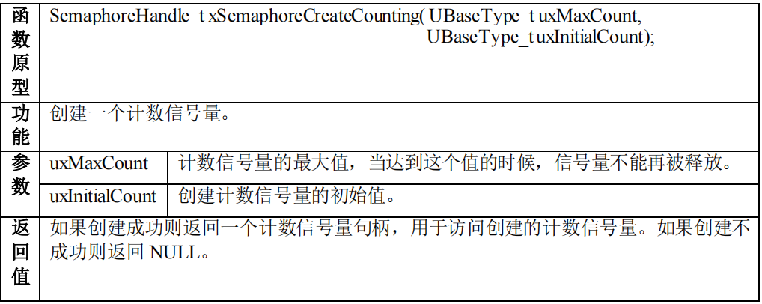 函数原型
SemaphoreHandle_t xSemaphoreCreateCounting( UBaseType_t uxMaxCount,
UBaseType_t uxInitialCount);
功能
创建一个计数信号量。
参数
uxMaxCount 计数信号量的最大值，当达到这个值的时候，信号量不能再被释放。
uxInitialCount 创建计数信号量的初始值。
返回值
如果创建成功则返回一个计数信号量句柄，用于访问创建的计数信号量。如果创建不
成功则返回 NULL。